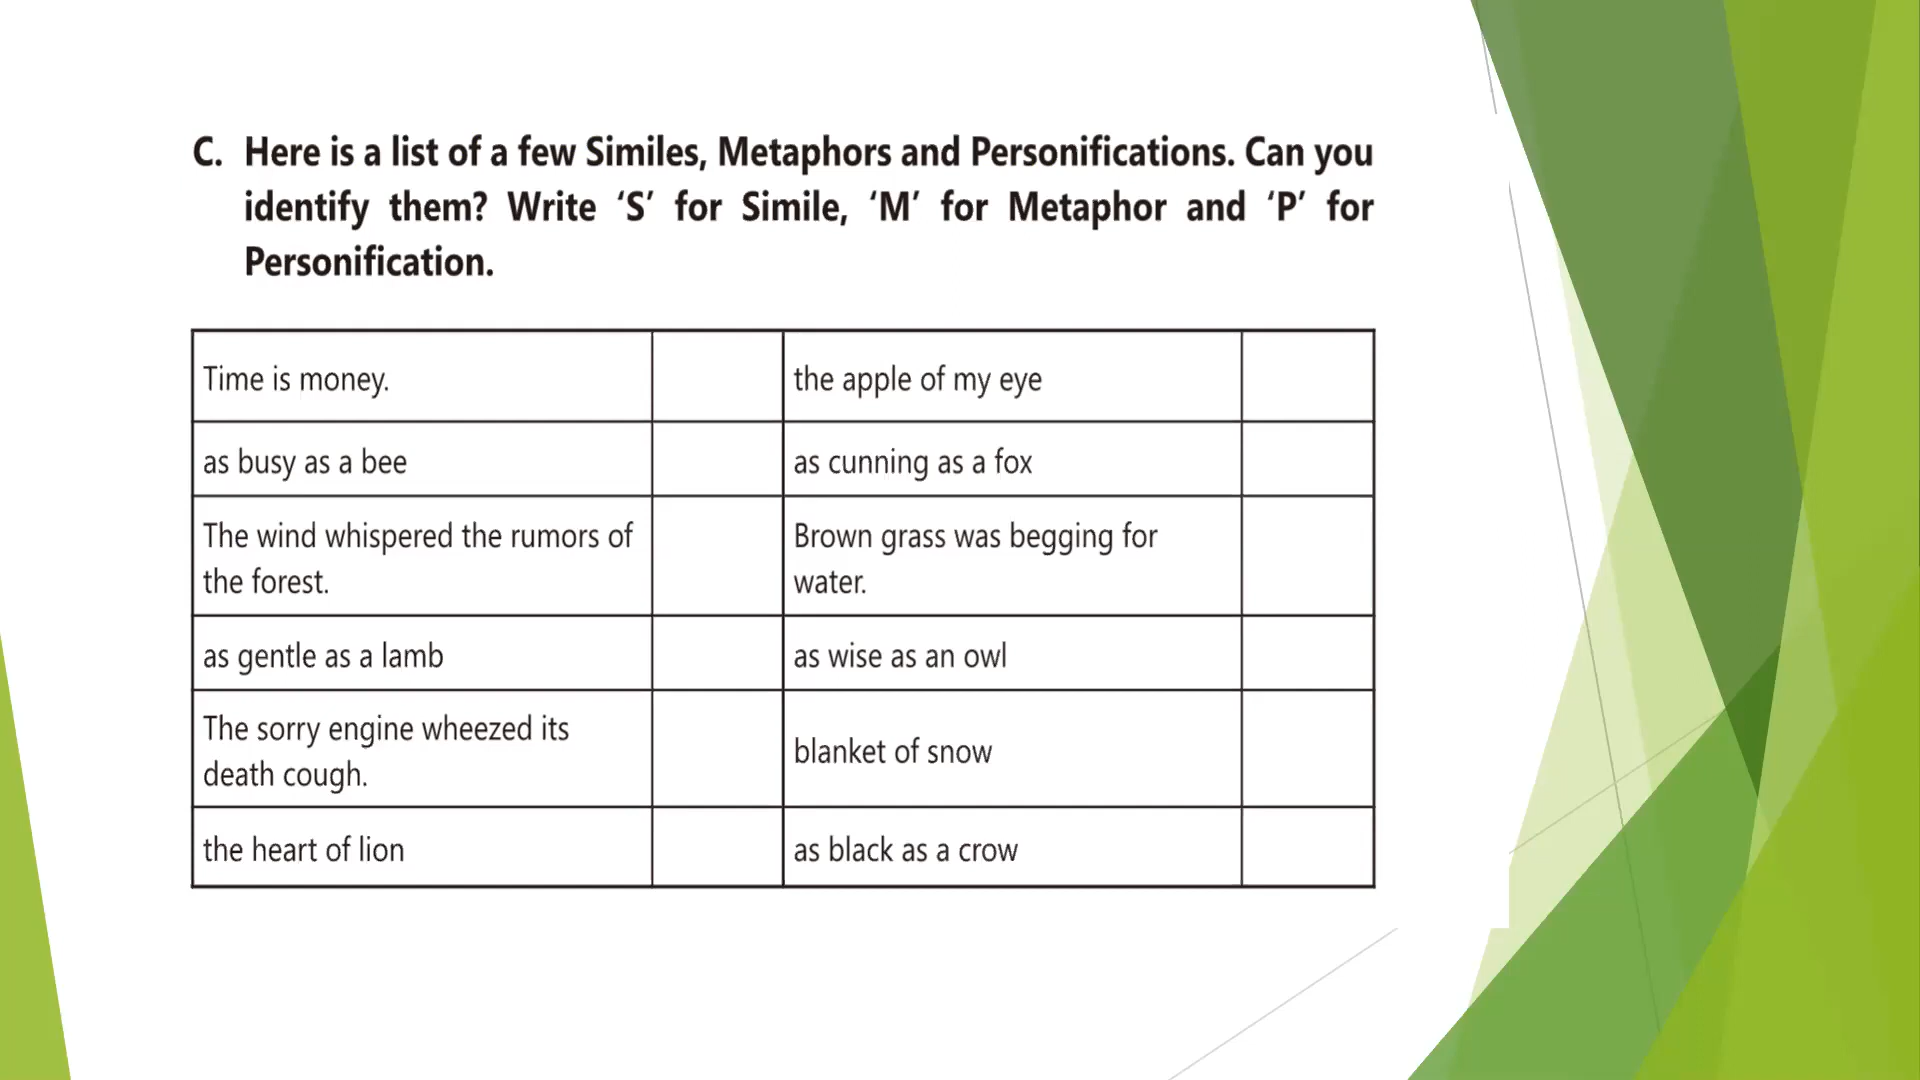 C. Here is a list of a few Similes, Metaphors and Personifications. Can you
identify them? Write ‘S’ for Simile, ‘M’ for Metaphor and ‘P’ for
Personification.
Time is money.
the apple of my eye
as busy as a bee
as cunning as a fox
The wind whispered the rumors of
the forest.
Brown grass was begging for
water.
as gentle as a lamb
as wise as an owl
The sorry engine wheezed its
death cough.
blanket of snow
the heart of lion
as black as a crow